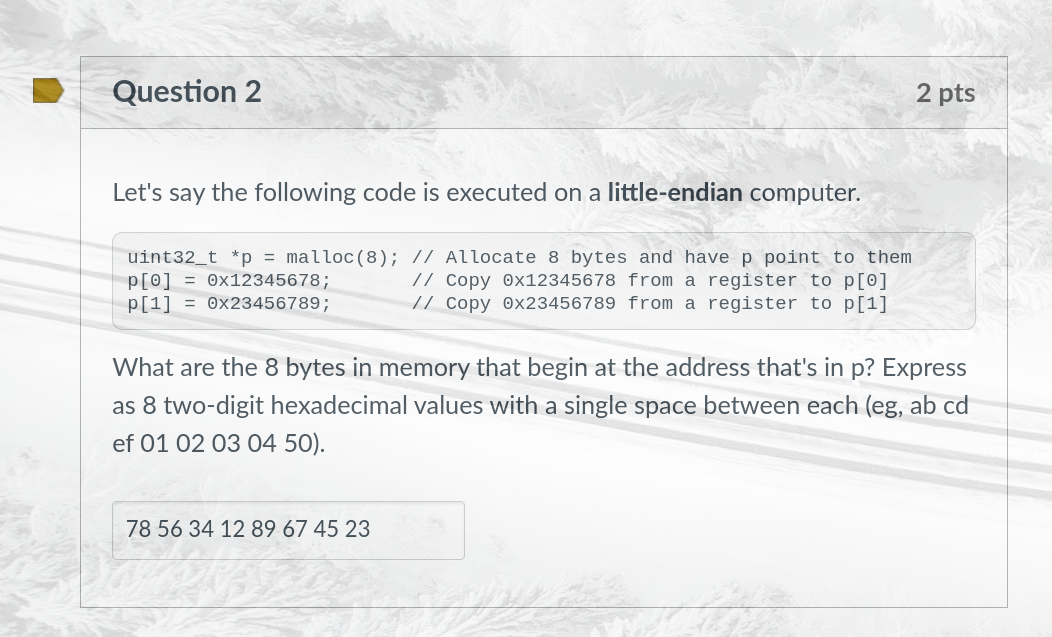 Question 2
2 pts
Let's say the following code is executed on a little-endian computer.
uint32_t *p = malloc(8); // Allocate 8 bytes and have p point to them
p[0] = 0x12345678;       // Copy 0x12345678 from a register to p[0]
p[1] = 0x23456789;       // Copy 0x23456789 from a register to p[1]
What are the 8 bytes in memory that begin at the address that's in p? Express
as 8 two-digit hexadecimal values with a single space between each (eg, ab cd
ef 01 02 03 04 50).
78 56 34 12 89 67 45 23